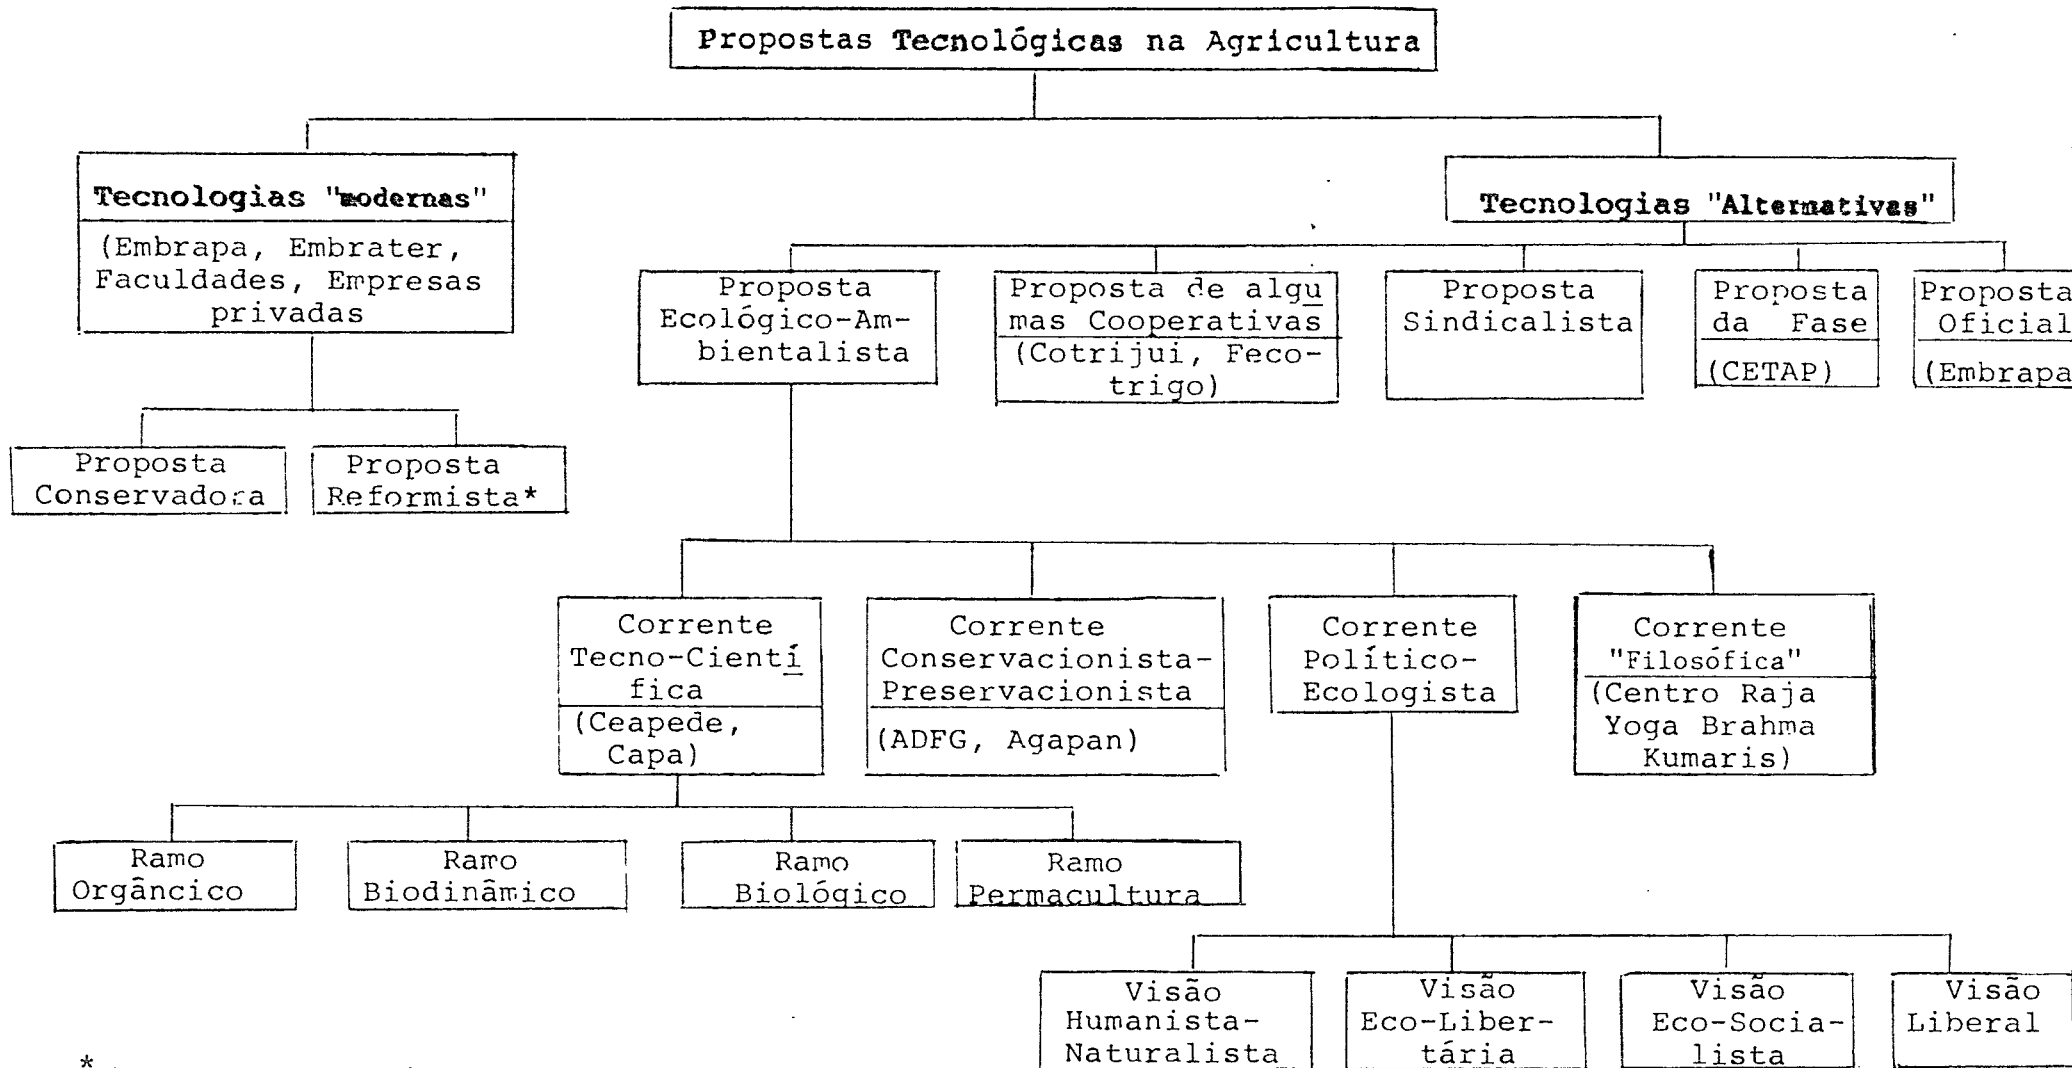 Propostas Tecnológicas na Agricultura
Tecnologias "modernas"
(Embrapa, Embrater,
Faculdades, Empresas
privadas
Tecnologias "Alternativas"
Proposta
Ecológico-Am-
bientalista
Proposta de algu
mas Cooperativas
(Cotrijui, Feco-
trigo)
Proposta
Sindicalista
Proposta
da Fase
(CETAP)
Proposta
Oficial
(Embrapa
Proposta
Conservadora
Proposta
Reformista*
Corrente
Tecno-Cientí
fica
(Ceapede,
Capa)
Corrente
Conservacionista-
Preservacionista
(ADFG, Agapan)
Corrente
Político-
Ecologista
Corrente
"Filosófica"
(Centro Raja
Yoga Brahma
Kumaris)
Ramo
Orgâncico
Ramo
Biodinâmico
Ramo
Biológico
Ramo
Permacultura
Visão
Humanista-
Naturalista
Visão
Eco-Liber-
tária
Visão
Eco-Socia-
lista
Visão
Liberal
*